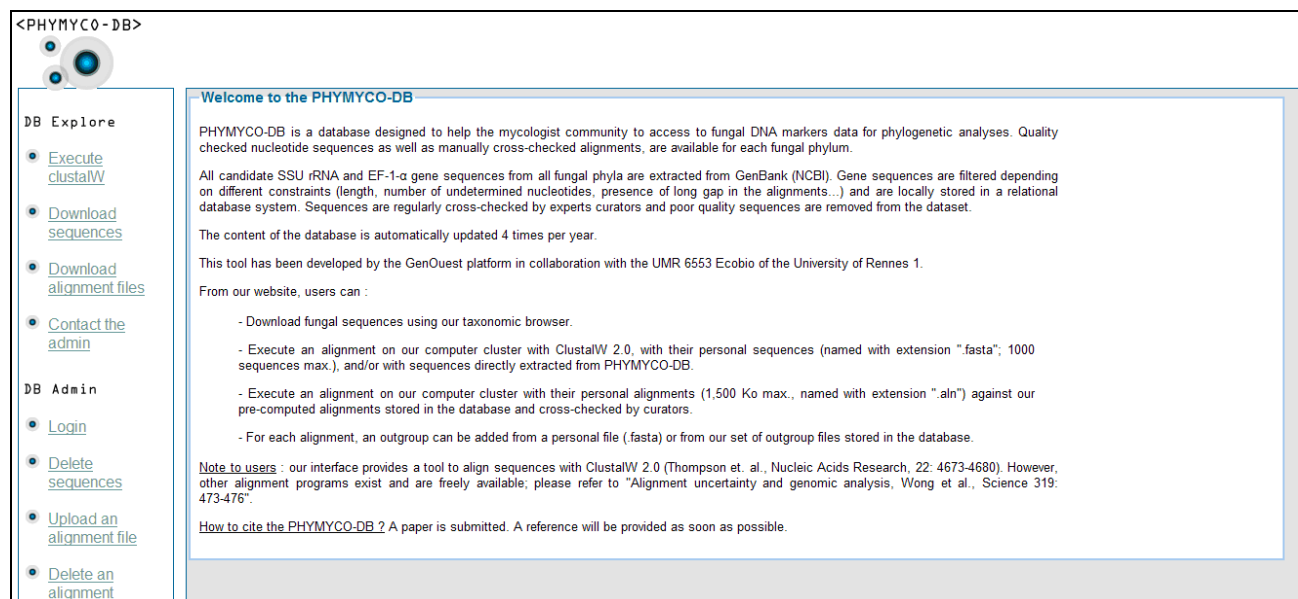 <PHYMYCO-DB>
DB Explore
Execute
clustalW
Download
sequences
Download
alignment files
Contact the
admin
DB Admin
Login
Delete
sequences
Upload an
alignment file
Delete an
alignment
Welcome to the PHYMYCO-DB
PHYMYCO-DB is a database designed to help the mycologist community to access to fungal DNA markers data for phylogenetic analyses. Quality
checked nucleotide sequences as well as manually cross-checked alignments, are available for each fungal phylum.
All candidate SSU rRNA and EF-1-α gene sequences from all fungal phyla are extracted from GenBank (NCBI). Gene sequences are filtered depending
on different constraints (length, number of undetermined nucleotides, presence of long gap in the alignments...) and are locally stored in a relational
database system. Sequences are regularly cross-checked by experts curators and poor quality sequences are removed from the dataset.
The content of the database is automatically updated 4 times per year.
This tool has been developed by the GenOuest platform in collaboration with the UMR 6553 Ecobio of the University of Rennes 1.
From our website, users can :
- Download fungal sequences using our taxonomic browser.
- Execute an alignment on our computer cluster with ClustalW 2.0, with their personal sequences (named with extension ".fasta"; 1000
sequences max.), and/or with sequences directly extracted from PHYMYCO-DB.
- Execute an alignment on our computer cluster with their personal alignments (1,500 Ko max., named with extension ".aln") against our
pre-computed alignments stored in the database and cross-checked by curators.
- For each alignment, an outgroup can be added from a personal file (.fasta) or from our set of outgroup files stored in the database.
Note to users : our interface provides a tool to align sequences with ClustalW 2.0 (Thompson et. al., Nucleic Acids Research, 22: 4673-4680). However,
other alignment programs exist and are freely available; please refer to "Alignment uncertainty and genomic analysis, Wong et al., Science 319:
473-476".
How to cite the PHYMYCO-DB ? A paper is submitted. A reference will be provided as soon as possible.